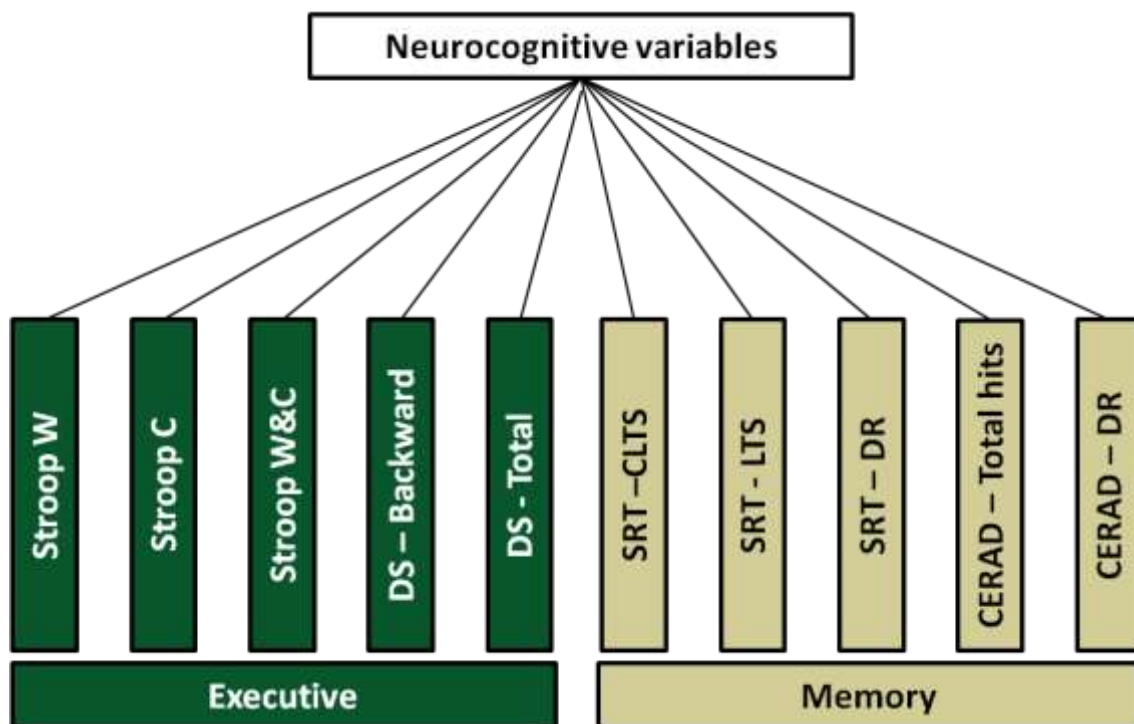 Neurocognitive variables
Stroop W
Stroop C
Stroop W&C
DS – Backward
DS - Total
SRT –CLTS
SRT - LTS
SRT – DR
CERAD – Total hits
CERAD – DR
Executive
Memory